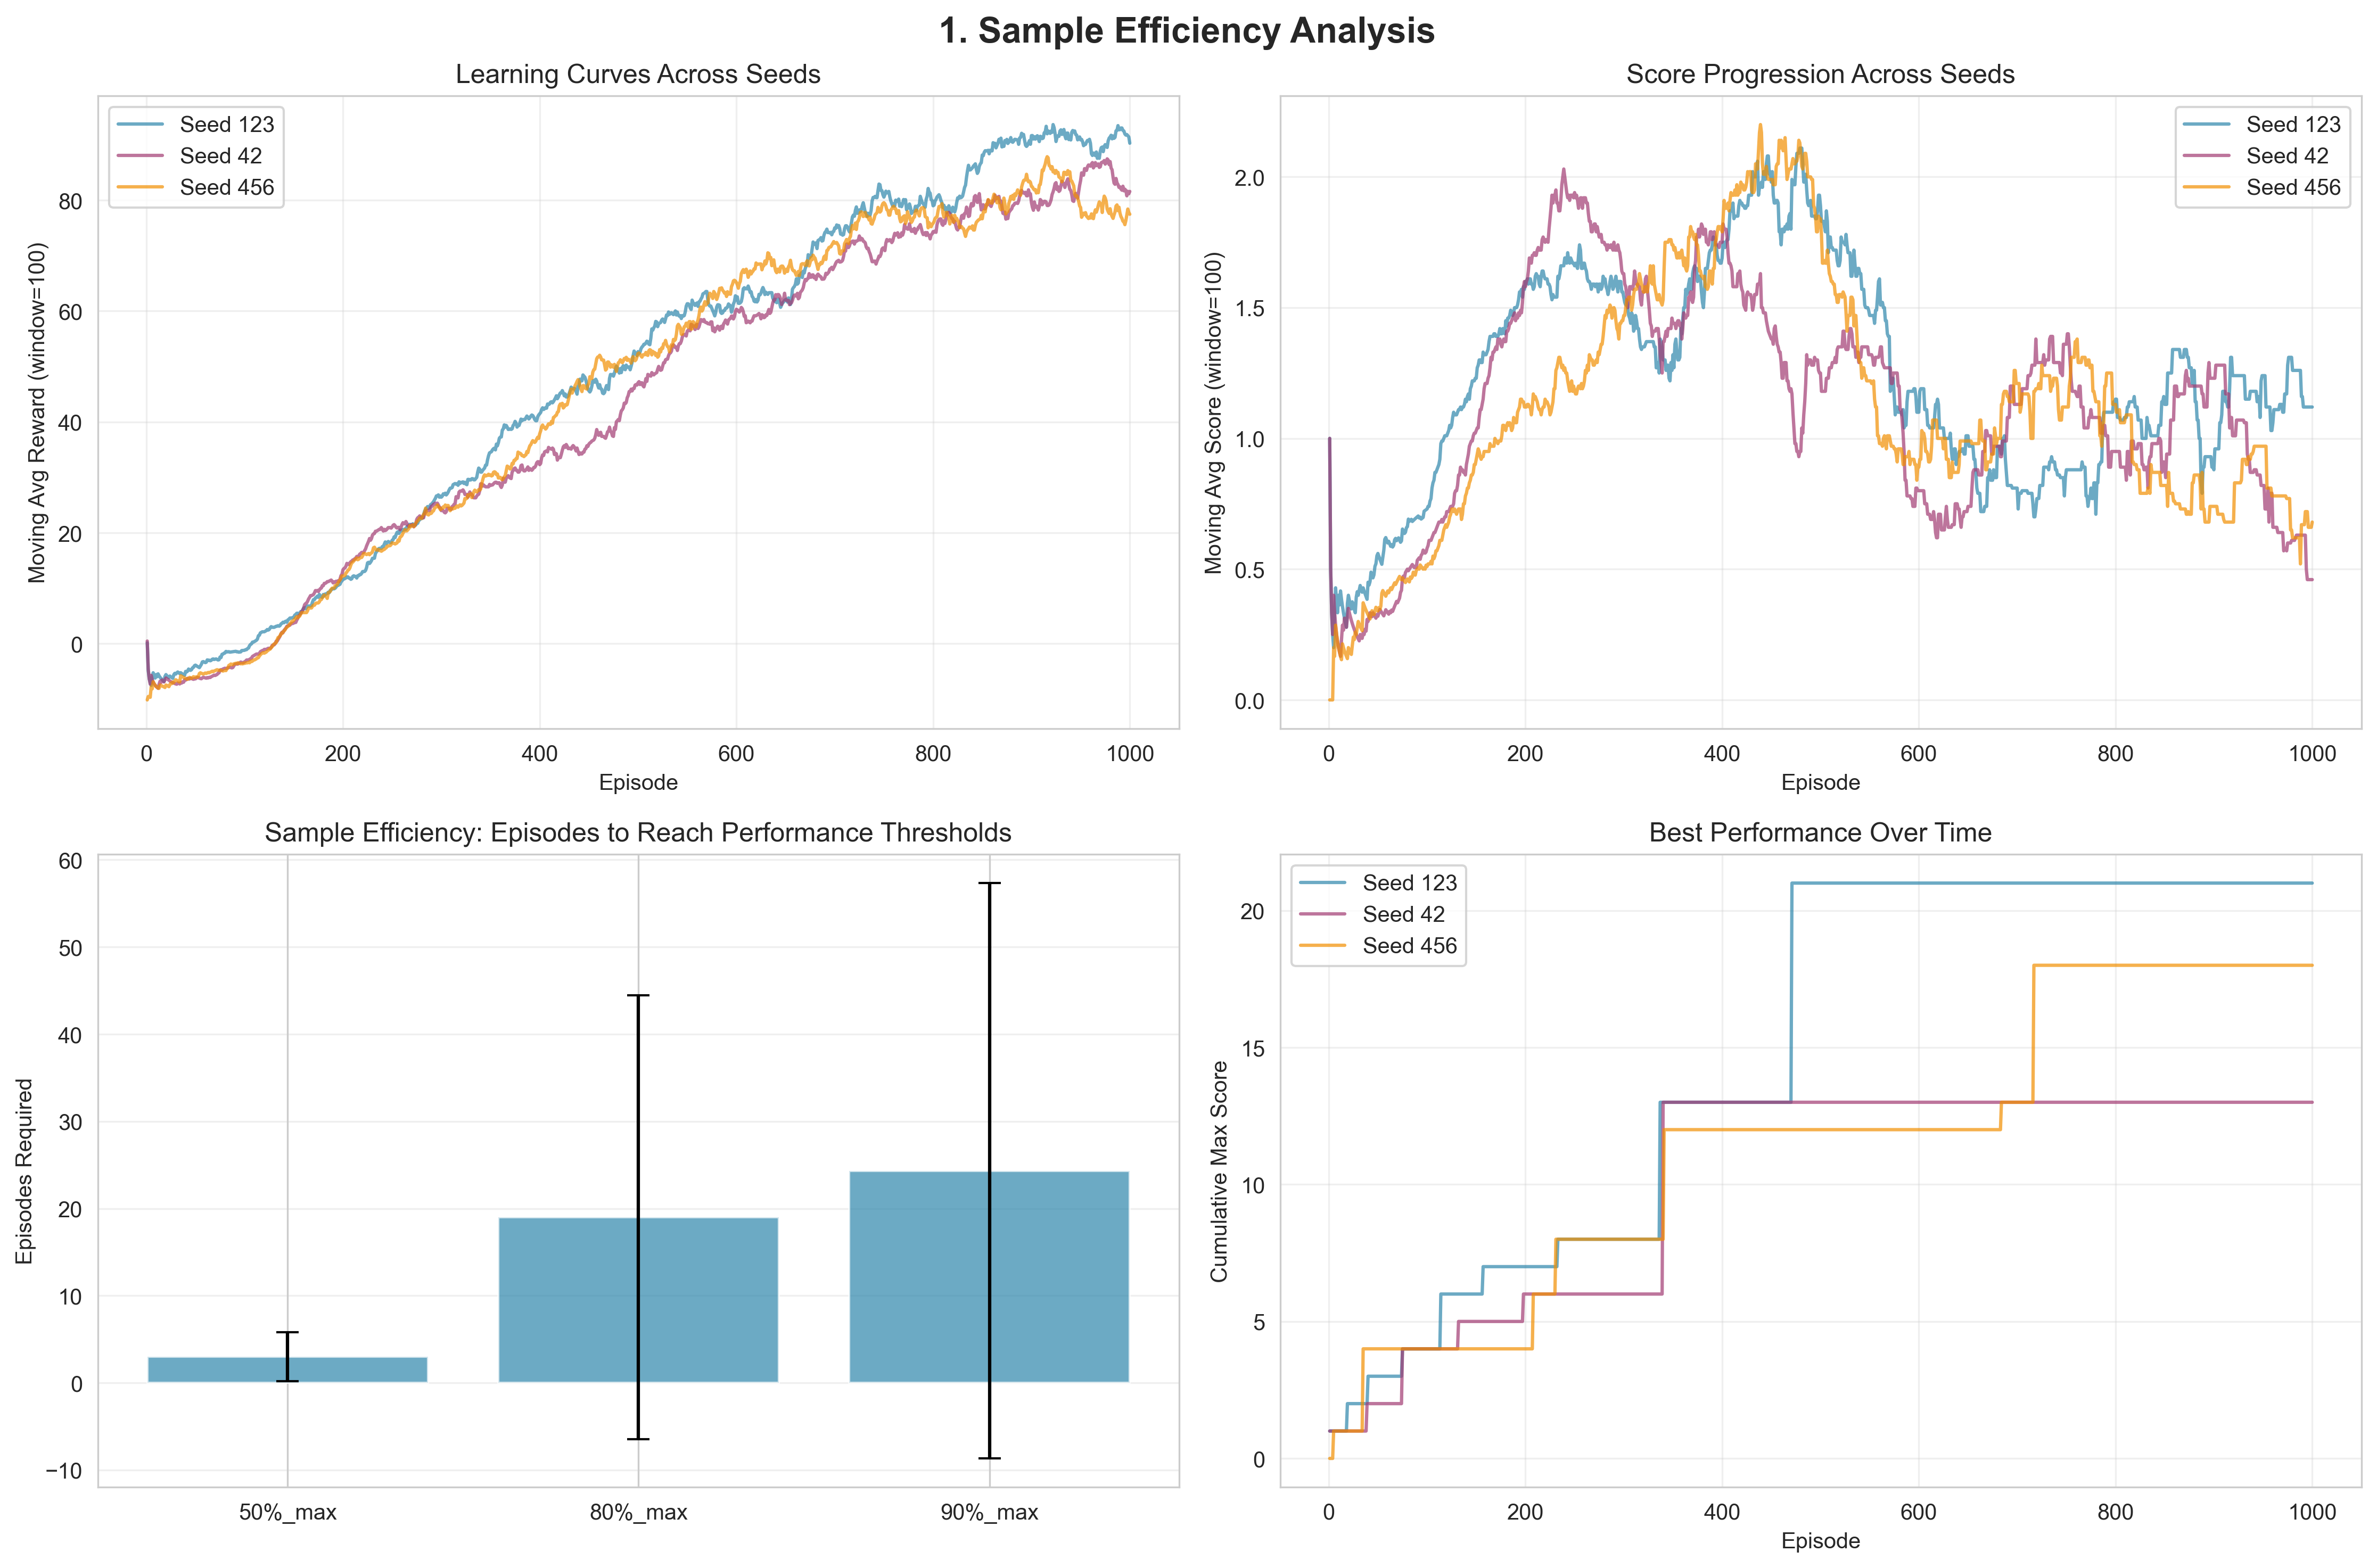 1. Sample Efficiency Analysis
Learning Curves Across Seeds
Seed 123
Seed 42
Seed 456
Moving Avg Reward (window=100)
80
60
40
20
0
0 200 400 600 800 1000
Episode
Score Progression Across Seeds
Seed 123
Seed 42
Seed 456
Moving Avg Score (window=100)
2.0
1.5
1.0
0.5
0.0
0 200 400 600 800 1000
Episode
Sample Efficiency: Episodes to Reach Performance Thresholds
Episodes Required
60
50
40
30
20
10
0
−10
50%_max 80%_max 90%_max
Best Performance Over Time
Seed 123
Seed 42
Seed 456
Cumulative Max Score
20
15
10
5
0
0 200 400 600 800 1000
Episode